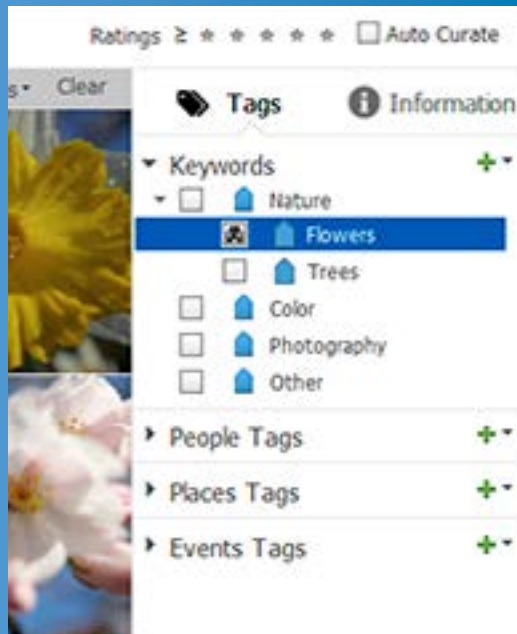 Ratings ≥ Auto Curate
s Clear
Tags Information
Keywords
Nature
Flowers
Trees
Color
Photography
Other
People Tags
Places Tags
Events Tags